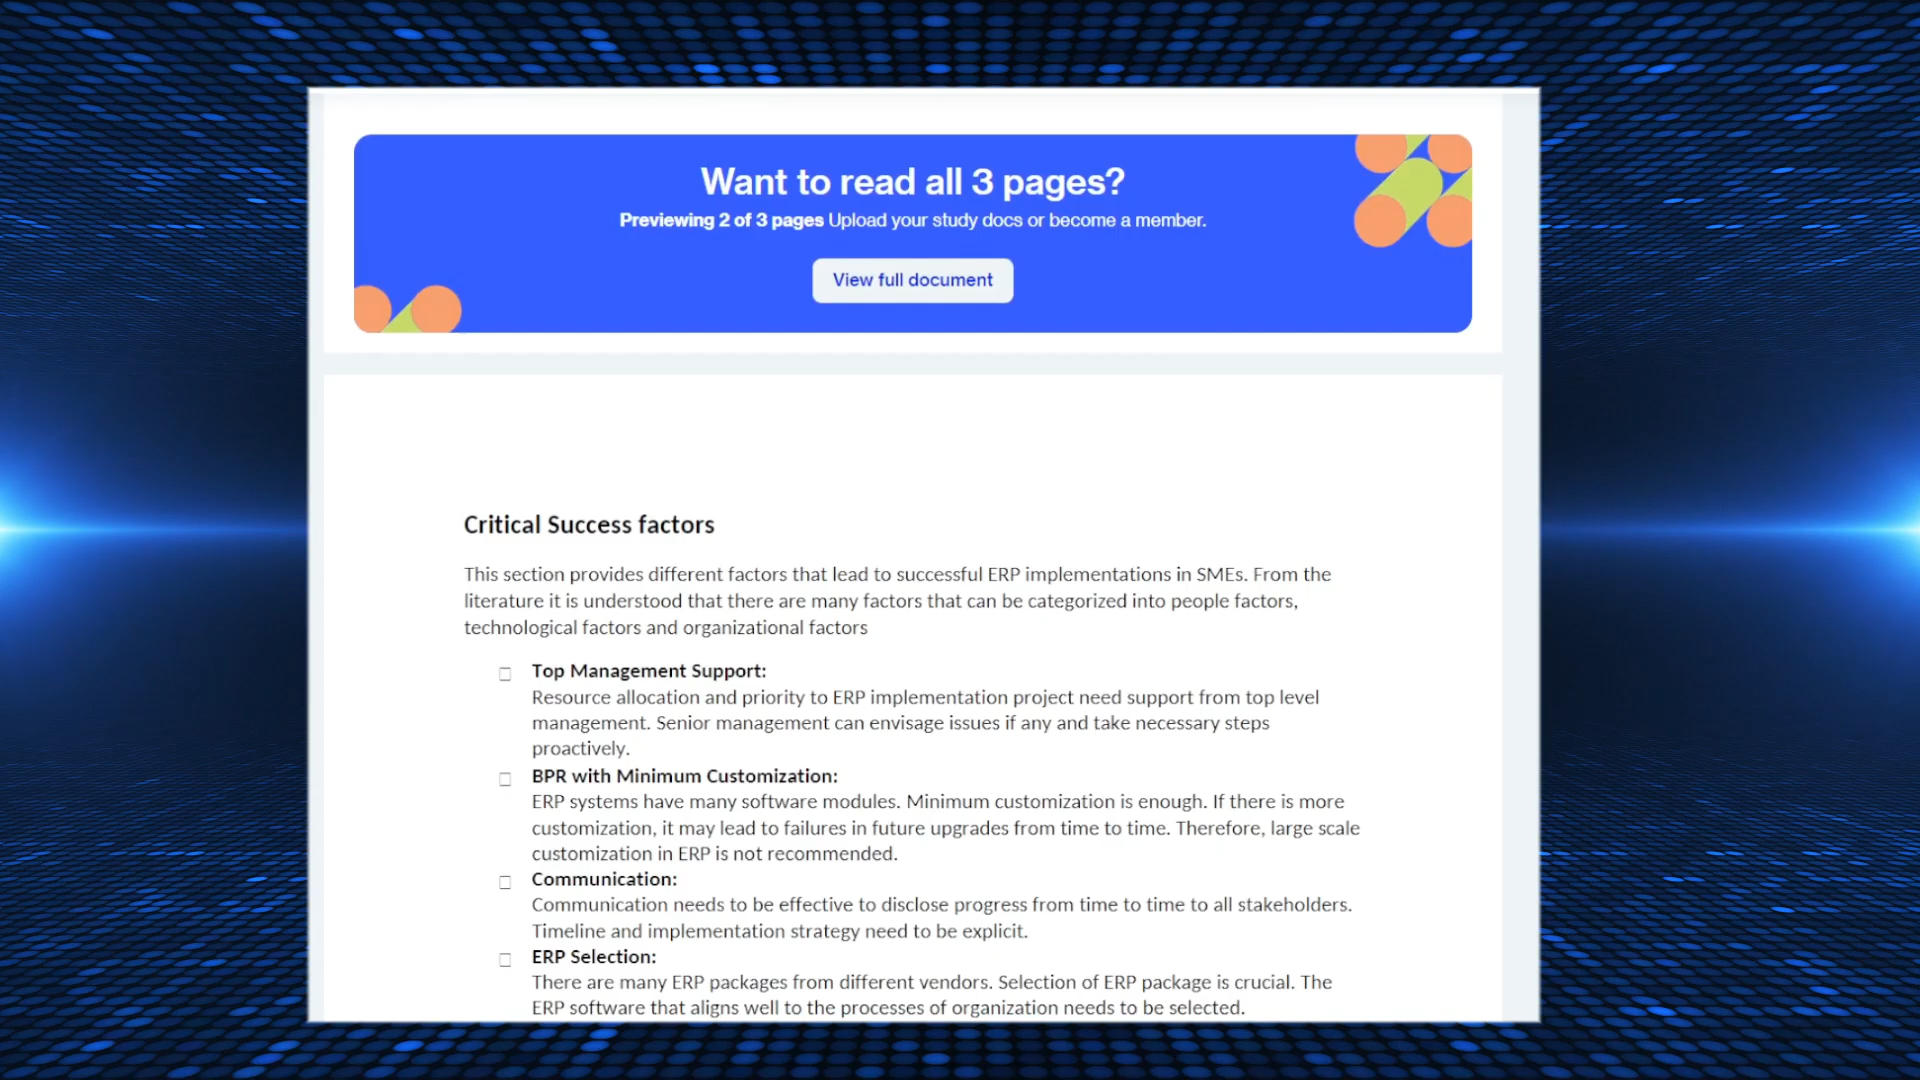 Want to read all 3 pages?
Previewing 2 of 3 pages Upload your study docs or become a member.
View full document
Critical Success factors
This section provides different factors that lead to successful ERP implementations in SMEs. From the
literature it is understood that there are many factors that can be categorized into people factors,
technological factors and organizational factors
Top Management Support:
Resource allocation and priority to ERP implementation project need support from top level
management. Senior management can envisage issues if any and take necessary steps
proactively.
BPR with Minimum Customization:
ERP systems have many software modules. Minimum customization is enough. If there is more
customization, it may lead to failures in future upgrades from time to time. Therefore, large scale
customization in ERP is not recommended.
Communication:
Communication needs to be effective to disclose progress from time to time to all stakeholders.
Timeline and implementation strategy need to be explicit.
ERP Selection:
There are many ERP packages from different vendors. Selection of ERP package is crucial. The
ERP software that aligns well to the processes of organization needs to be selected.